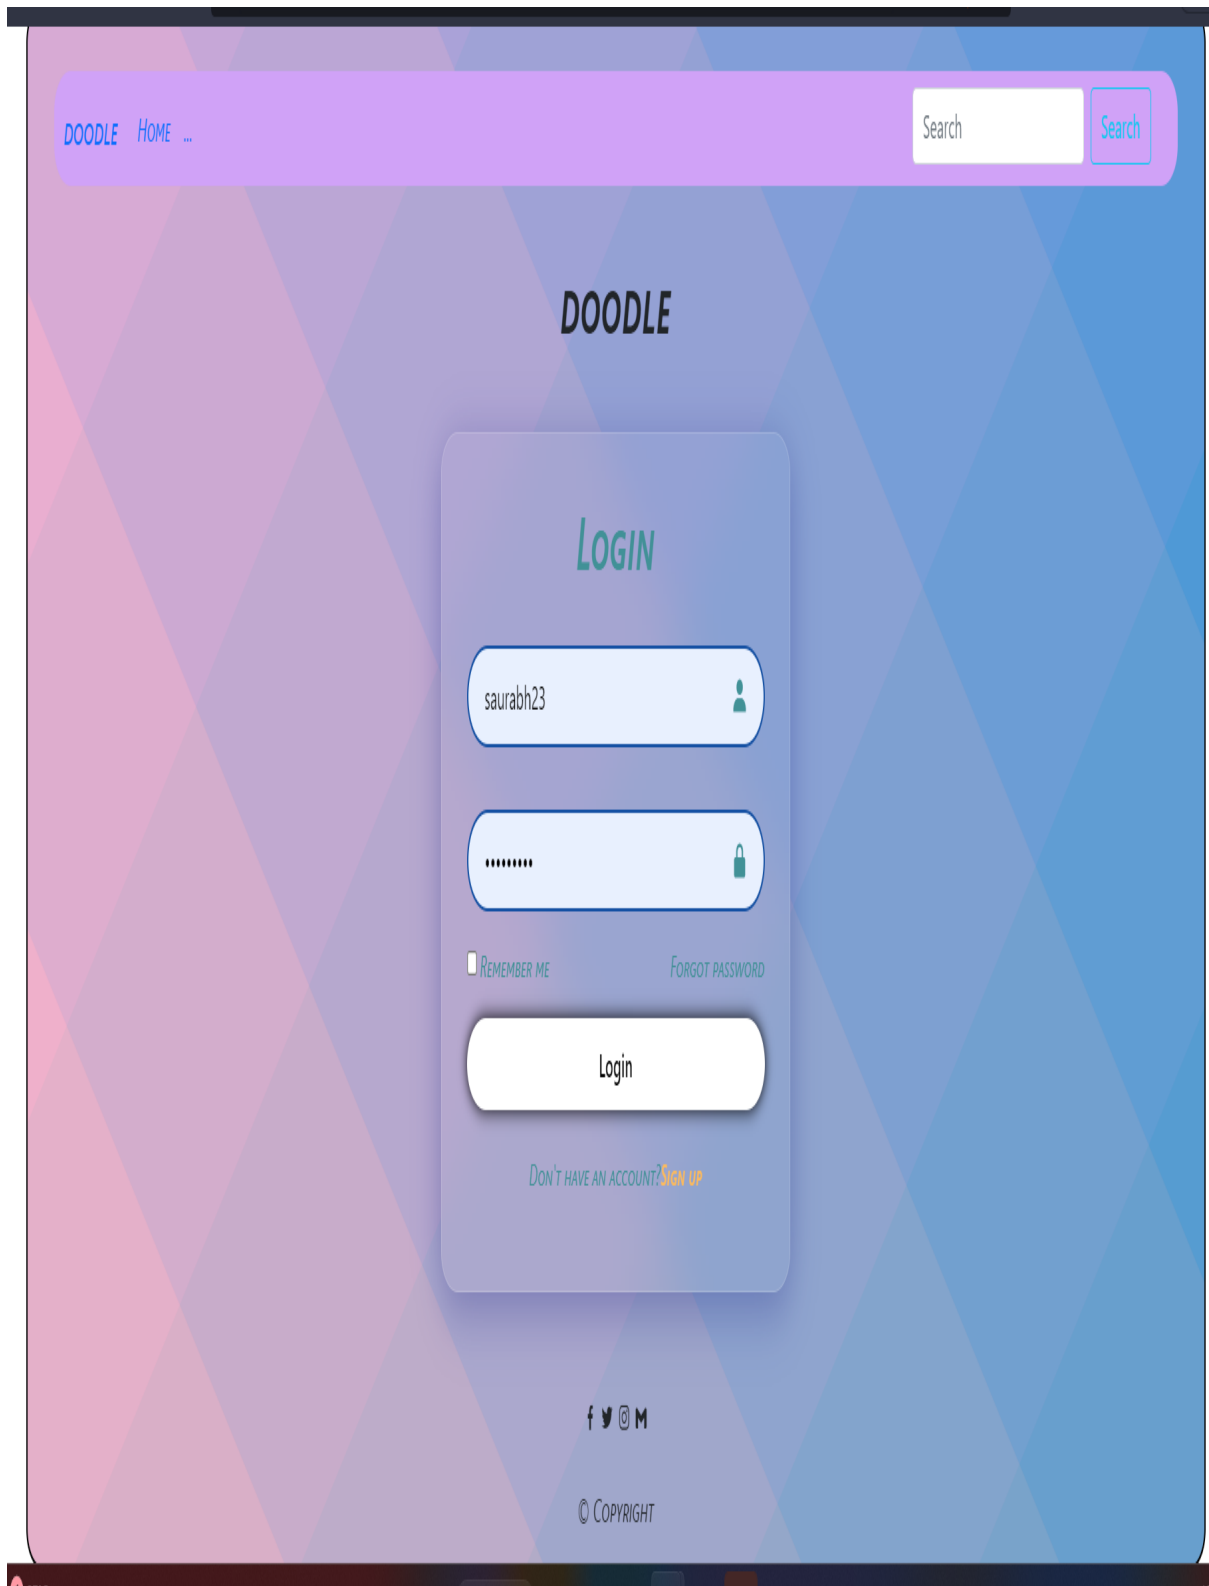 DOODLE Home ... Search Search
DOODLE
Login
saurabh23
•••••••••
Remember me Forgot password
Login
Don't have an account?Sign up
© Copyright